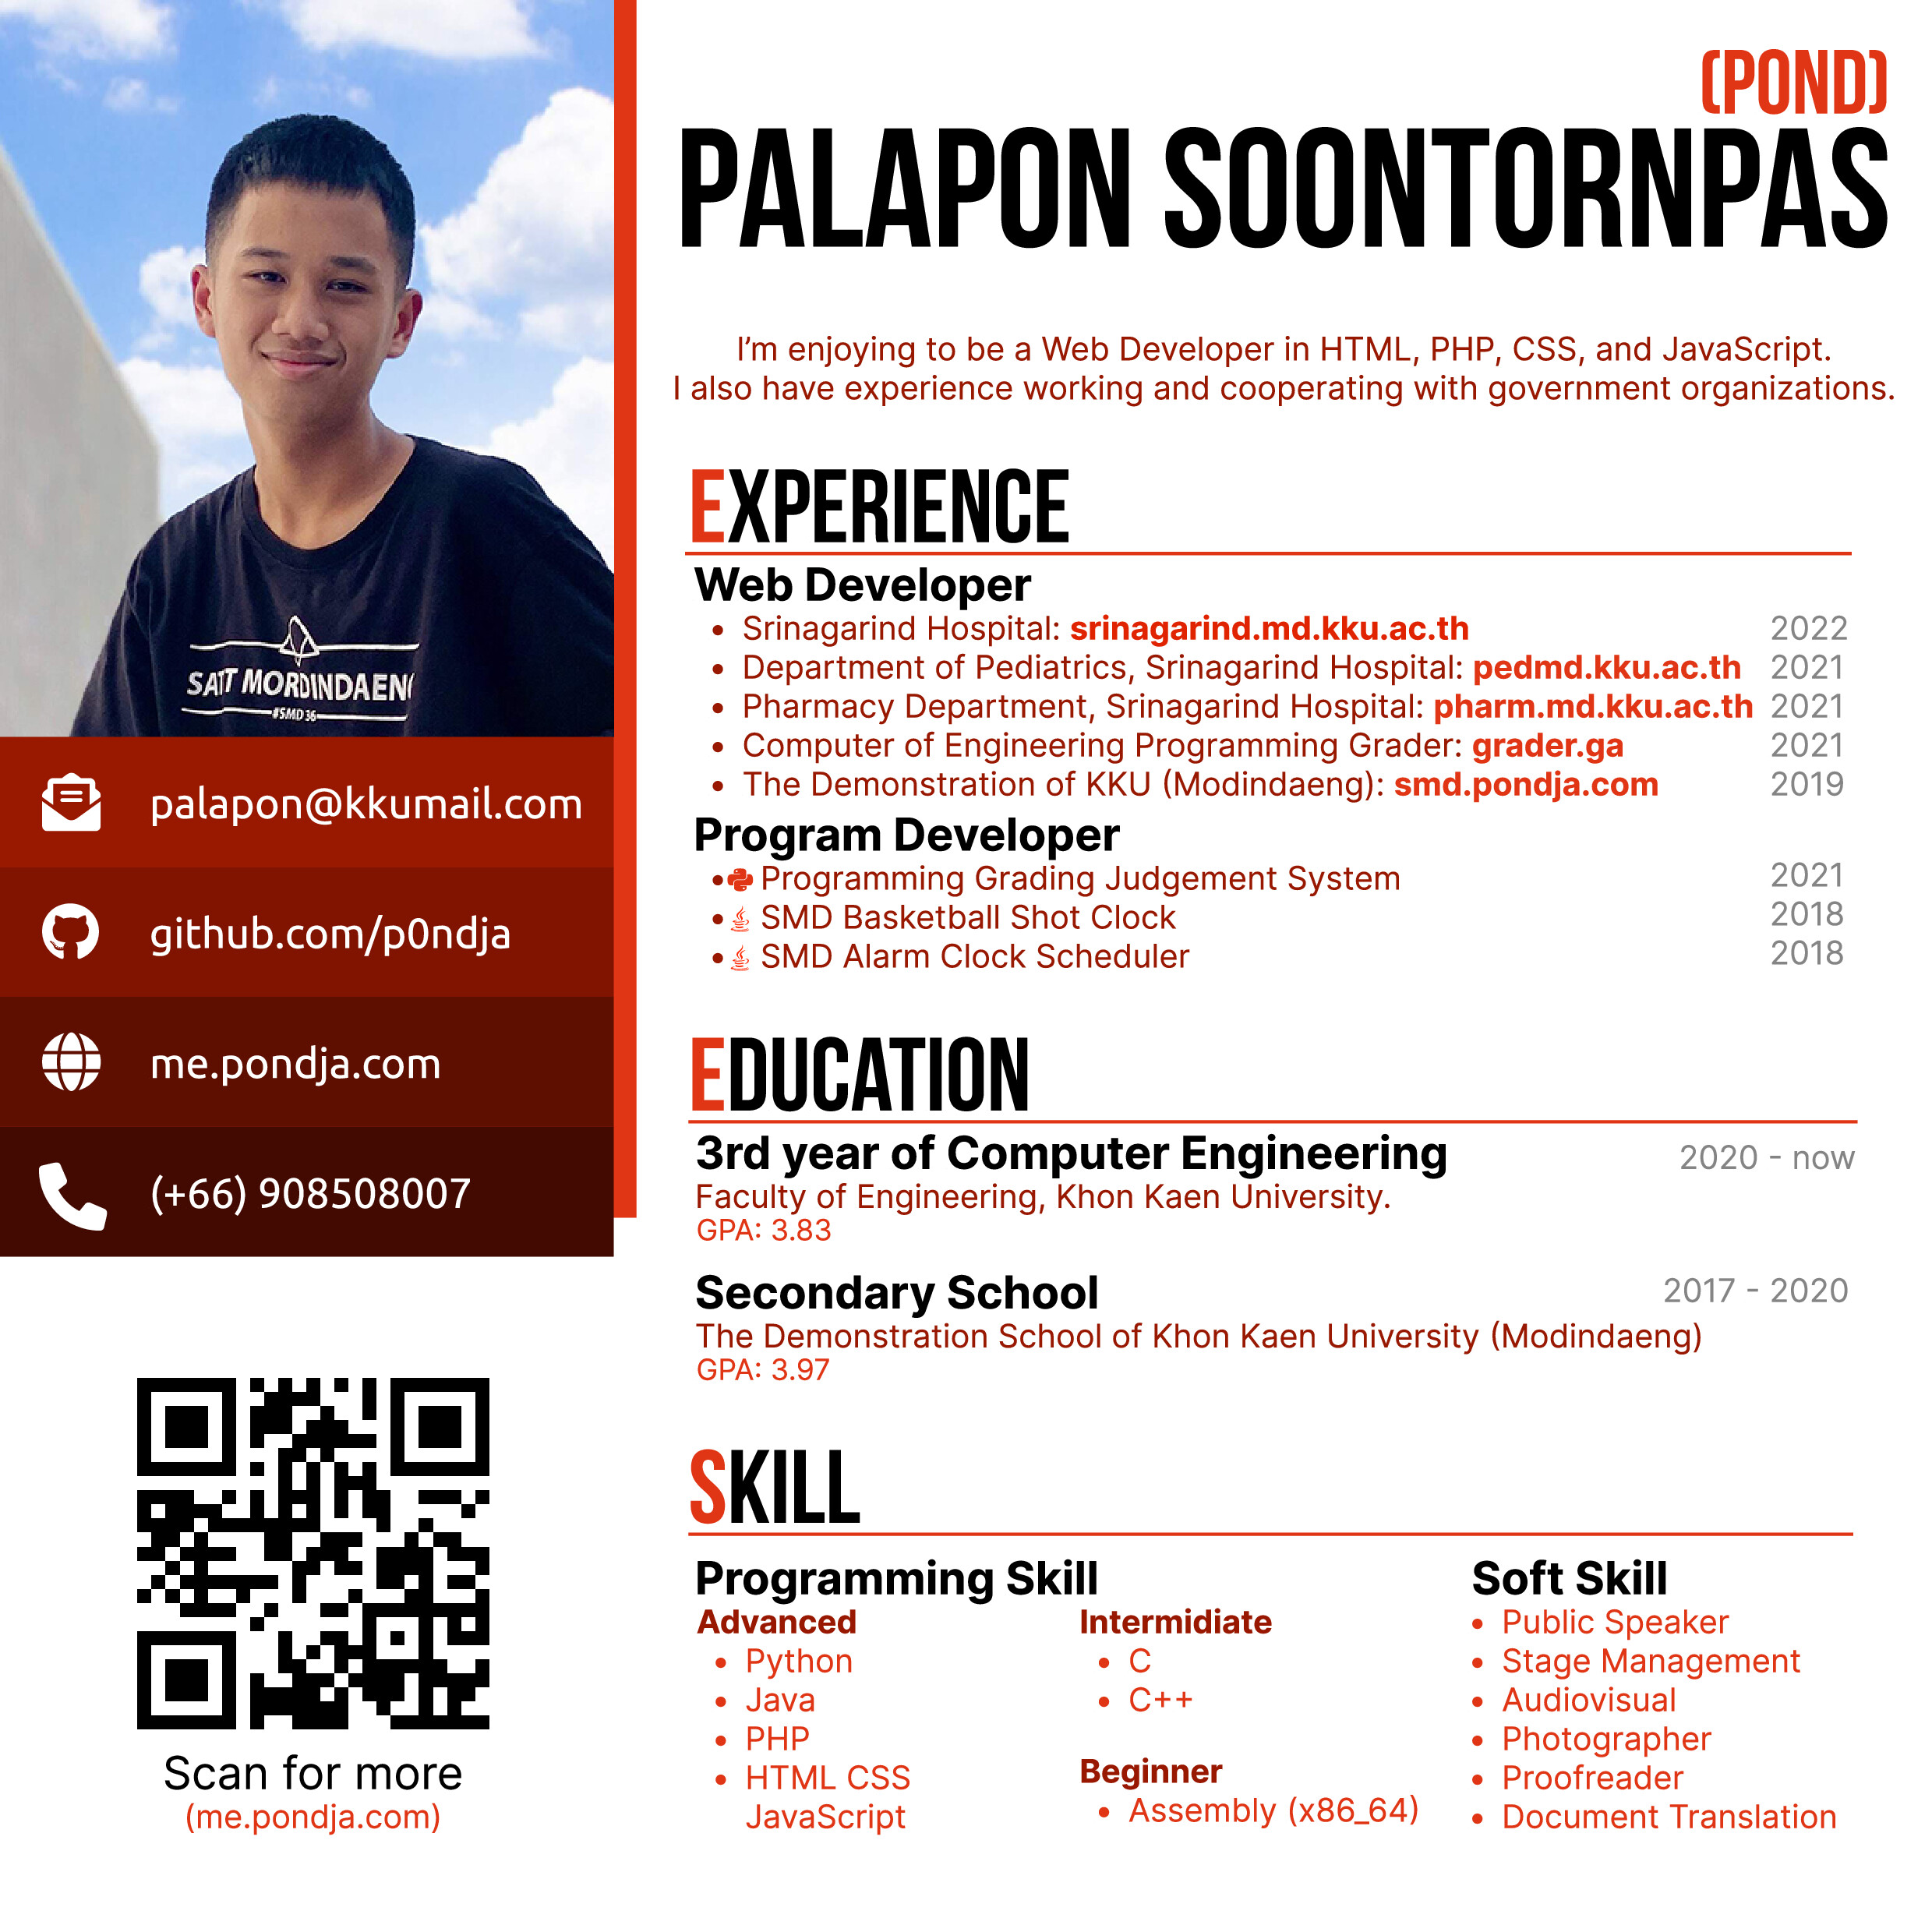 (POND)
PALAPON SOONTORNPAS
I'm enjoying to be a Web Developer in HTML, PHP, CSS, and JavaScript.
I also have experience working and cooperating with government organizations.
EXPERIENCE
Web Developer
• Srinagarind Hospital: srinagarind.md.kku.ac.th 2022
• Department of Pediatrics, Srinagarind Hospital: pedmd.kku.ac.th 2021
• Pharmacy Department, Srinagarind Hospital: pharm.md.kku.ac.th 2021
• Computer of Engineering Programming Grader: grader.ga 2021
• The Demonstration of KKU (Modindaeng): smd.pondja.com 2019
Program Developer
• Programming Grading Judgement System 2021
• SMD Basketball Shot Clock 2018
• SMD Alarm Clock Scheduler 2018
EDUCATION
3rd year of Computer Engineering 2020 - now
Faculty of Engineering, Khon Kaen University.
GPA: 3.83
Secondary School 2017 - 2020
The Demonstration School of Khon Kaen University (Modindaeng)
GPA: 3.97
SKILL
Programming Skill
Advanced
• Python
• Java
• PHP
• HTML CSS
JavaScript
Intermidiate
• C
• C++
Beginner
• Assembly (x86_64)
Soft Skill
• Public Speaker
• Stage Management
• Audiovisual
• Photographer
• Proofreader
• Document Translation
#SMD 36
palapon@kkumail.com
github.com/p0ndja
me.pondja.com
(+66) 908508007
Scan for more
(me.pondja.com)